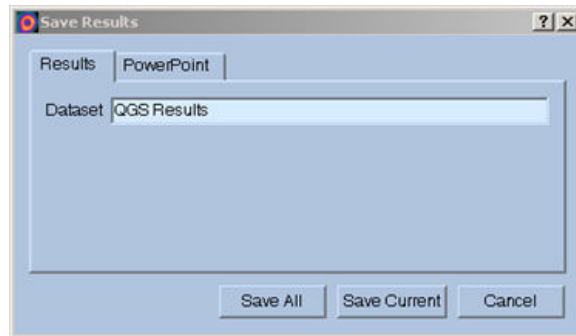 Save Results
Results PowerPoint
Dataset QGS Results
Save All Save Current Cancel